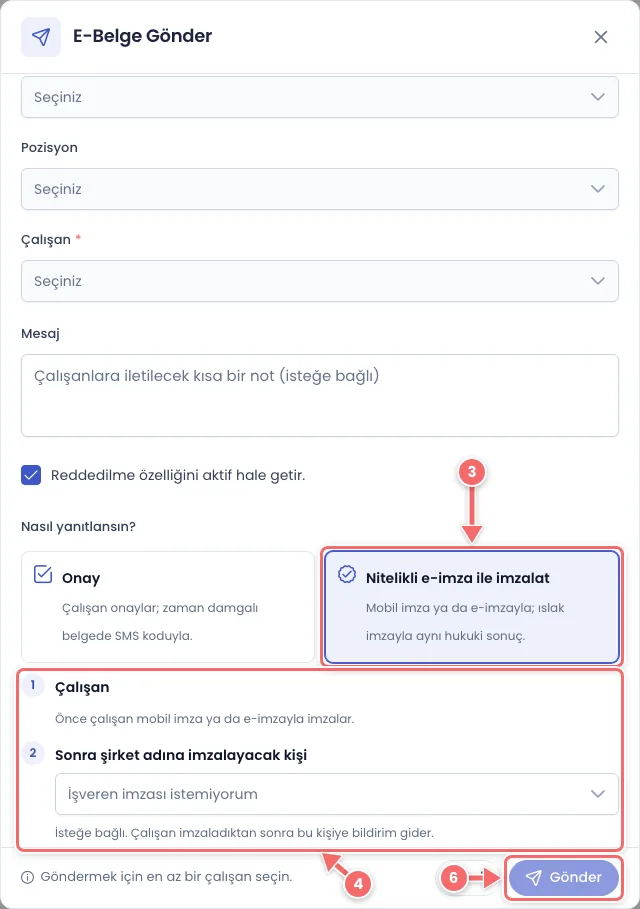 E-Belge Gönder
Seçiniz
Pozisyon
Seçiniz
Çalışan *
Seçiniz
Mesaj
Çalışanlara iletilecek kısa bir not (isteğe bağlı)
Reddedilme özelliğini aktif hale getir.
3
Nasıl yanıtlansın?
Onay
Çalışan onaylar; zaman damgalı
belgede SMS koduyla.
Nitelikli e-imza ile imzalat
Mobil imza ya da e-imzayla; ıslak
imzayla aynı hukuki sonuç.
1 Çalışan
Önce çalışan mobil imza ya da e-imzayla imzalar.
2 Sonra şirket adına imzalayacak kişi
İşveren imzası istemiyorum
İsteğe bağlı. Çalışan imzaladıktan sonra bu kişiye bildirim gider.
Göndermek için en az bir çalışan seçin.
4
6
Gönder